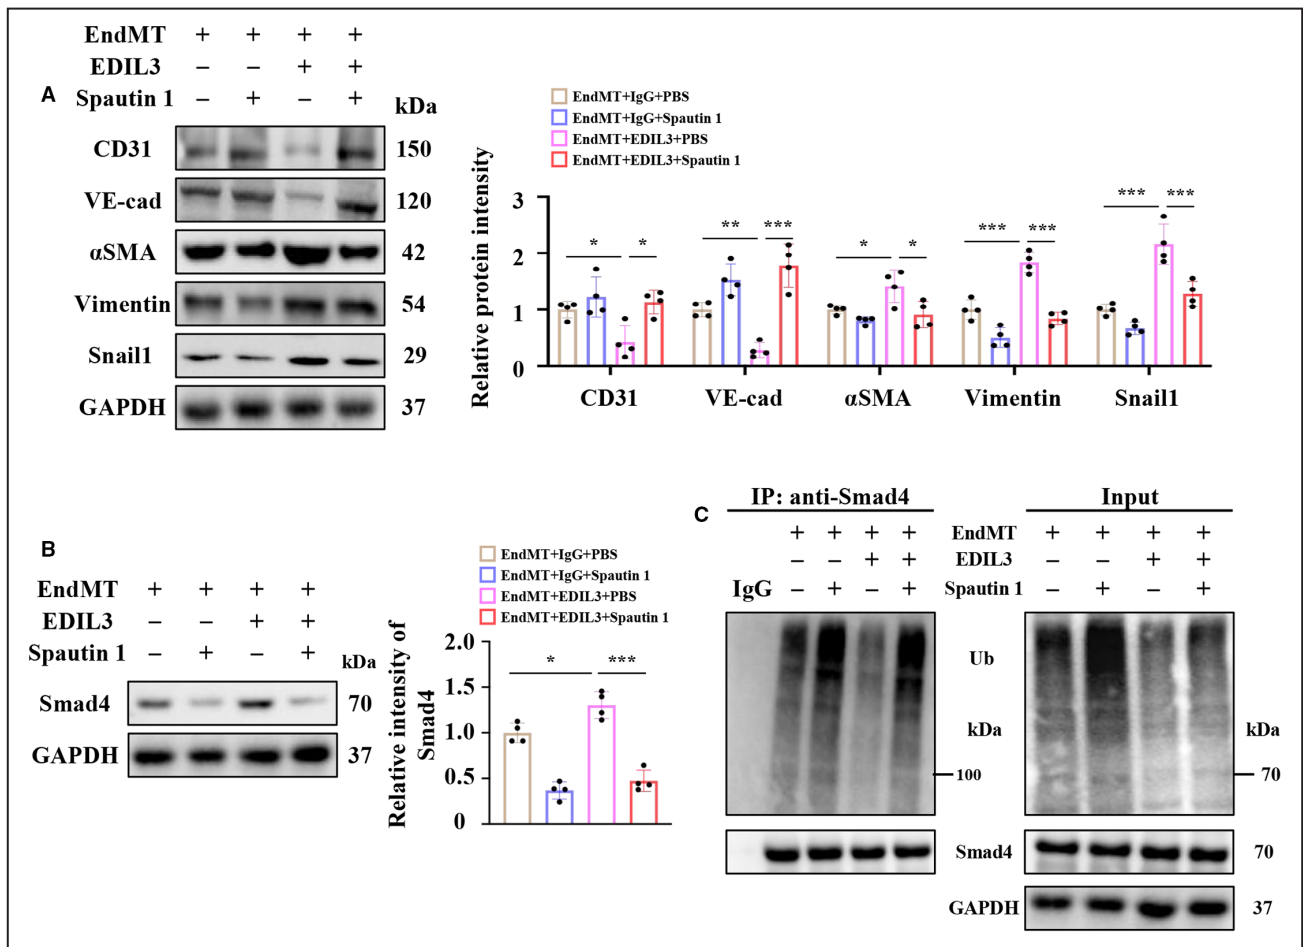 A
EndMT + + + +
EDIL3 – – + +
Spautin 1 – + – +
kDa
CD31 150
VE-cad 120
αSMA 42
Vimentin 54
Snail1 29
GAPDH 37
EndMT+IgG+PBS
EndMT+IgG+Spautin 1
EndMT+EDIL3+PBS
EndMT+EDIL3+Spautin 1
Relative protein intensity
3
2
1
0
* * ** *** * * *** *** *** ***
CD31 VE-cad αSMA Vimentin Snail1
B
EndMT + + + +
EDIL3 – – + +
Spautin 1 – + – +
kDa
Smad4 70
GAPDH 37
EndMT+IgG+PBS
EndMT+IgG+Spautin 1
EndMT+EDIL3+PBS
EndMT+EDIL3+Spautin 1
Relative intensity of
Smad4
2.0
1.5
1.0
0.5
0
* ***
C
IP: anti-Smad4 Input
+ + + + EndMT + + + +
– – + + EDIL3 – – + +
IgG – + – + Spautin 1 – + – +
Ub
kDa kDa
100 70
Smad4 70
GAPDH 37